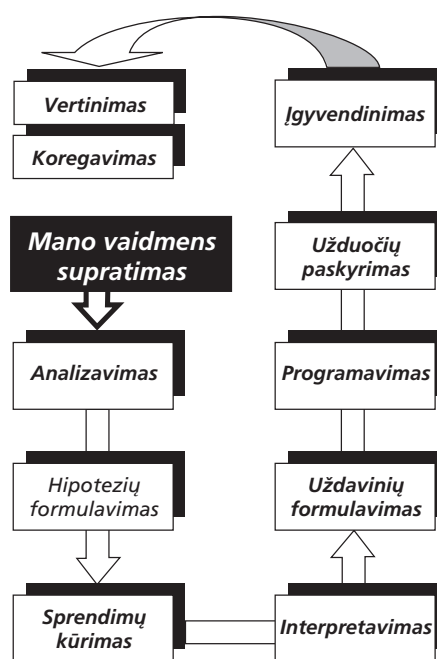 Vertinimas
Koregavimas
Mano vaidmens
supratimas
Analizavimas
Hipotezių
formulavimas
Sprendimų
kūrimas
Interpretavimas
Uždavinių
formulavimas
Programavimas
Užduočių
paskyrimas
Įgyvendinimas